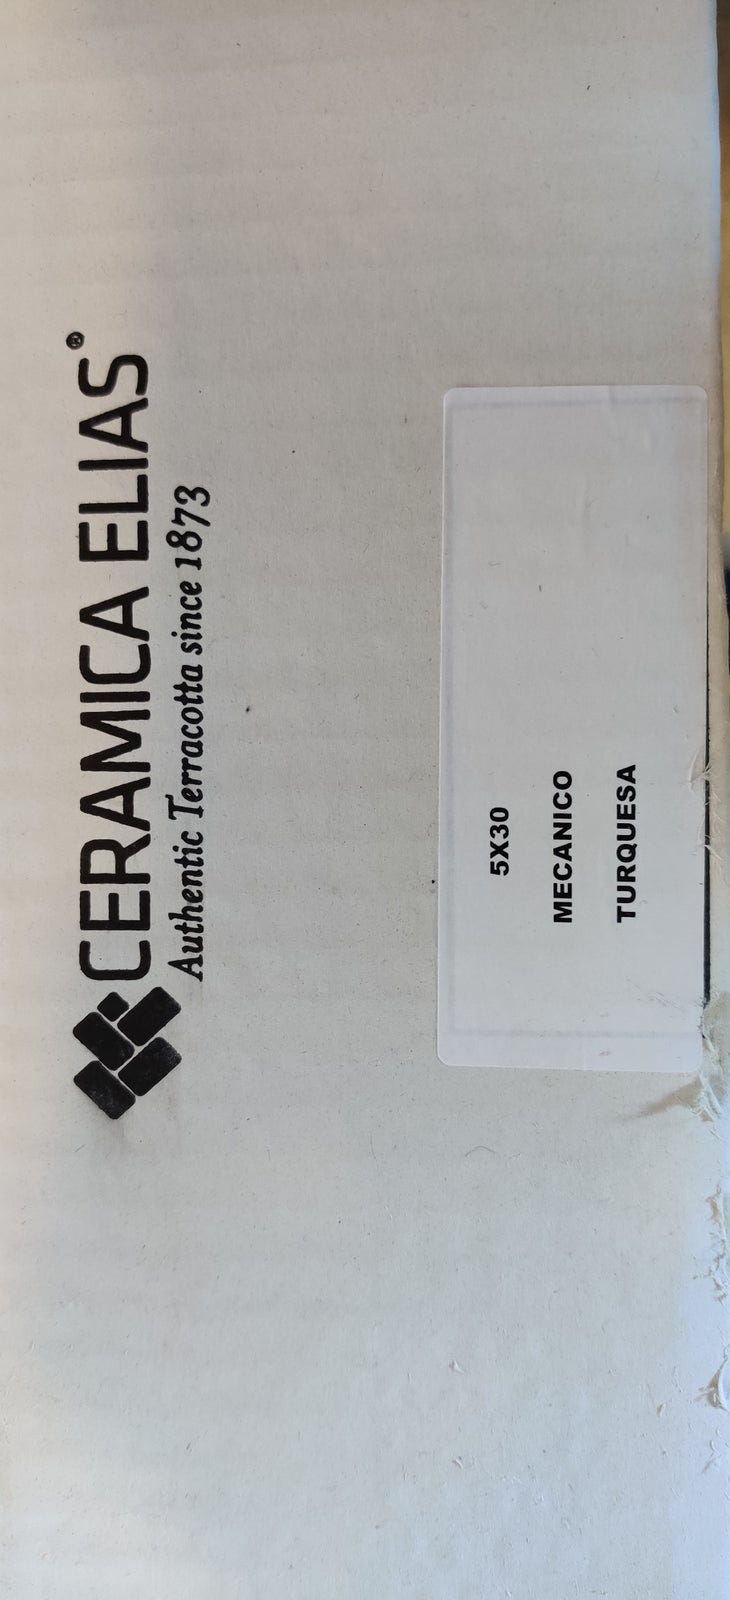 CERAMICA ELIAS®
Authentic Terracotta since 1873
5X30
MECANICO
TURQUESA